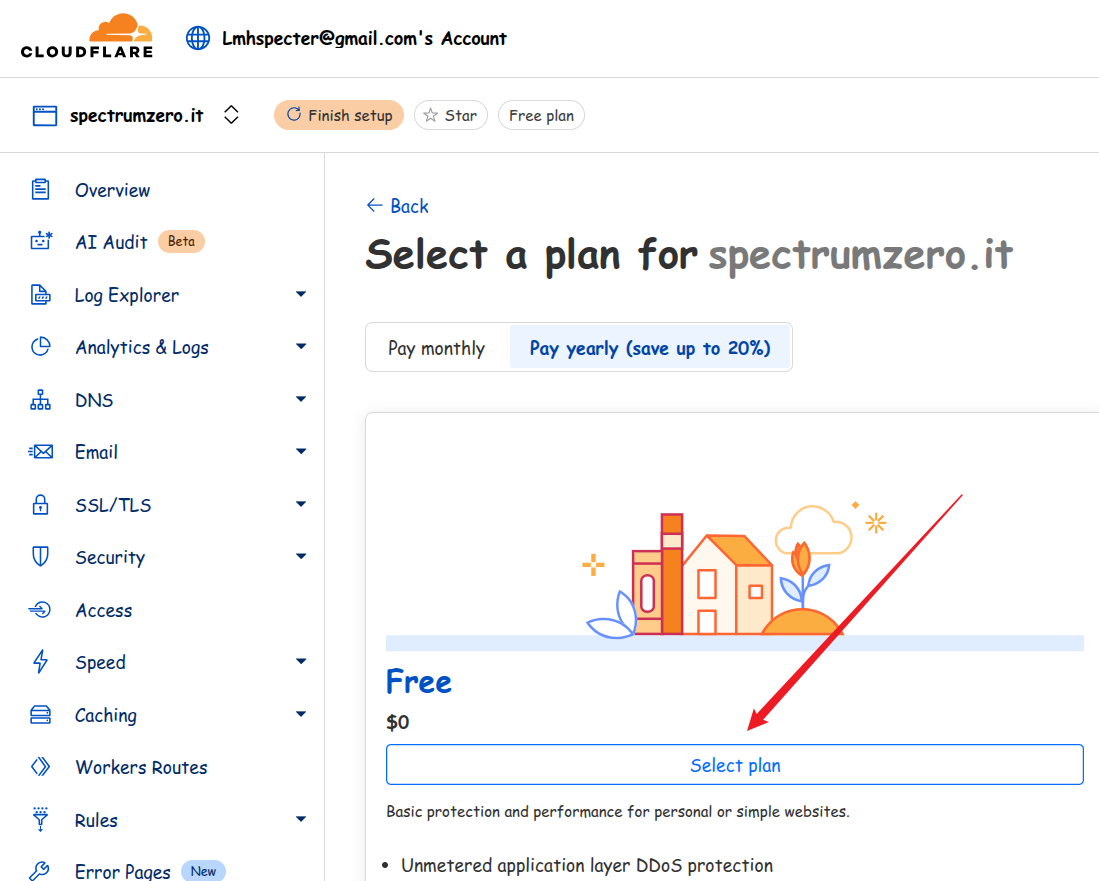 CLOUDFLARE
Lmhspecter@gmail.com's Account
spectrumzero.it
Finish setup
Star
Free plan
Overview
AI Audit Beta
Log Explorer
Analytics & Logs
DNS
Email
SSL/TLS
Security
Access
Speed
Caching
Workers Routes
Rules
Error Pages New
← Back
Select a plan for spectrumzero.it
Pay monthly
Pay yearly (save up to 20%)
Free
$0
Select plan
Basic protection and performance for personal or simple websites.
• Unmetered application layer DDoS protection